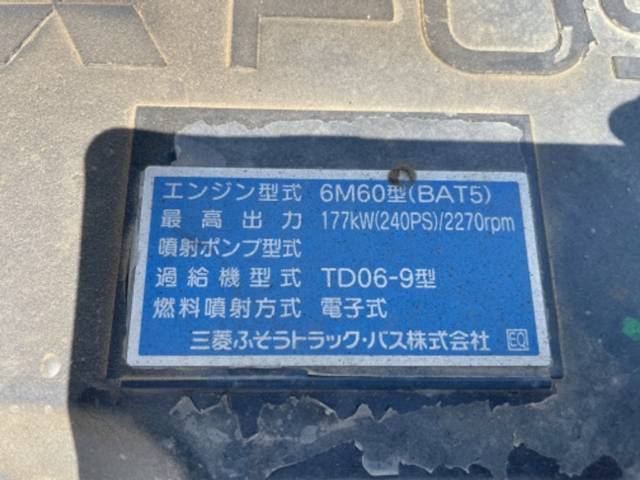 FUSO
エンジン型式 6M60型(BAT5)
最高出力 177kW(240PS)/2270rpm
噴射ポンプ型式
過給機型式 TD06-9型
燃料噴射方式 電子式
三菱ふそうトラック・バス株式会社 EQ